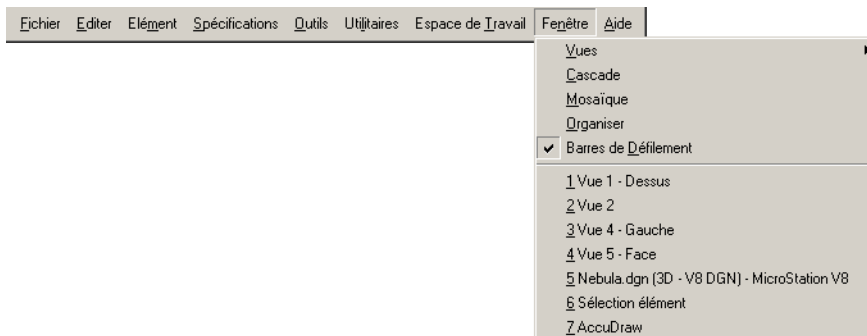 Fichier Editer Elément Spécifications Outils Utilitaires Espace de Travail Fenêtre Aide
Vues
Cascade
Mosaïque
Organiser
Barres de Défilement
1 Vue 1 - Dessus
2 Vue 2
3 Vue 4 - Gauche
4 Vue 5 - Face
5 Nebula.dgn (3D - V8 DGN) - MicroStation V8
6 Sélection élément
7 AccuDraw